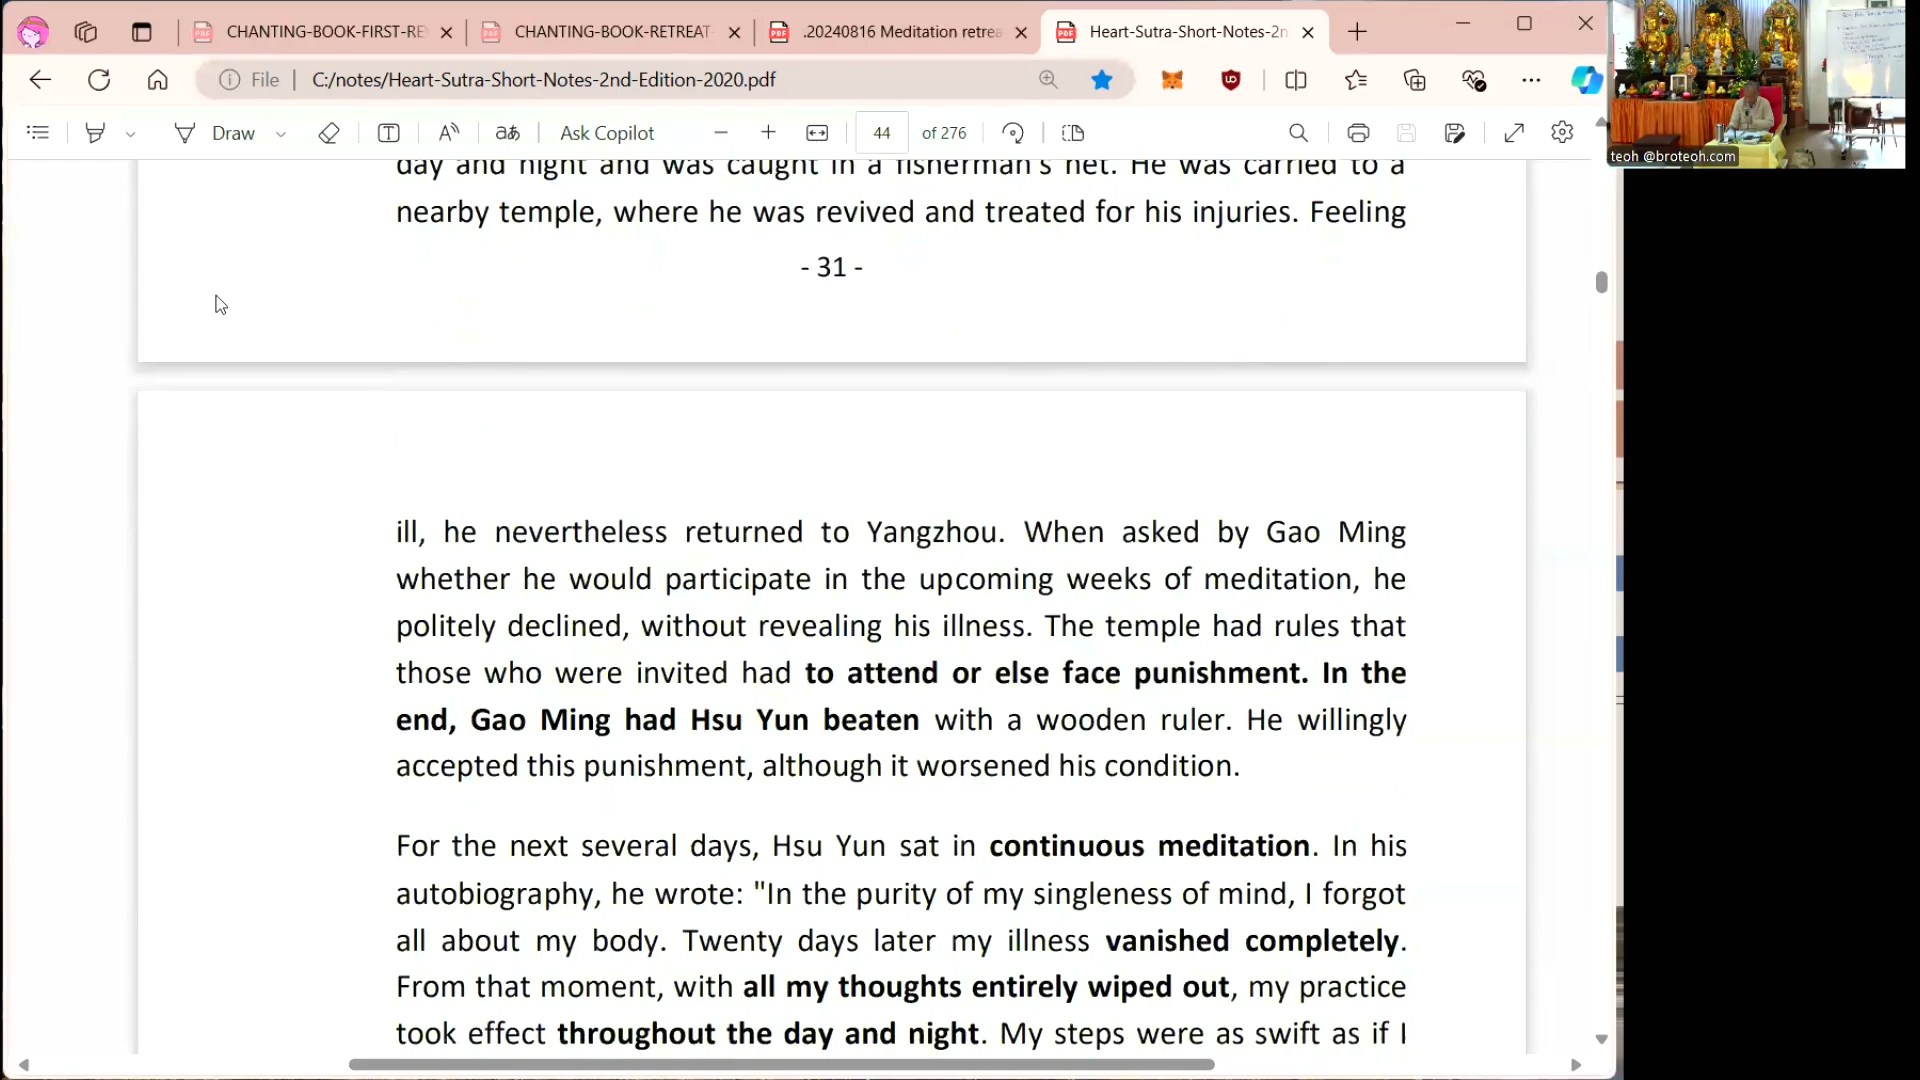 CHANTING-BOOK-FIRST-RE
CHANTING-BOOK-RETREAT-
.20240816 Meditation retrea
Heart-Sutra-Short-Notes-2n
File
C:/notes/Heart-Sutra-Short-Notes-2nd-Edition-2020.pdf
Draw
Ask Copilot
44
of 276
teoh @broteoh.com
day and night and was caught in a fisherman's net. He was carried to a
nearby temple, where he was revived and treated for his injuries. Feeling
- 31 -
ill, he nevertheless returned to Yangzhou. When asked by Gao Ming
whether he would participate in the upcoming weeks of meditation, he
politely declined, without revealing his illness. The temple had rules that
those who were invited had to attend or else face punishment. In the
end, Gao Ming had Hsu Yun beaten with a wooden ruler. He willingly
accepted this punishment, although it worsened his condition.
For the next several days, Hsu Yun sat in continuous meditation. In his
autobiography, he wrote: "In the purity of my singleness of mind, I forgot
all about my body. Twenty days later my illness vanished completely.
From that moment, with all my thoughts entirely wiped out, my practice
took effect throughout the day and night. My steps were as swift as if I